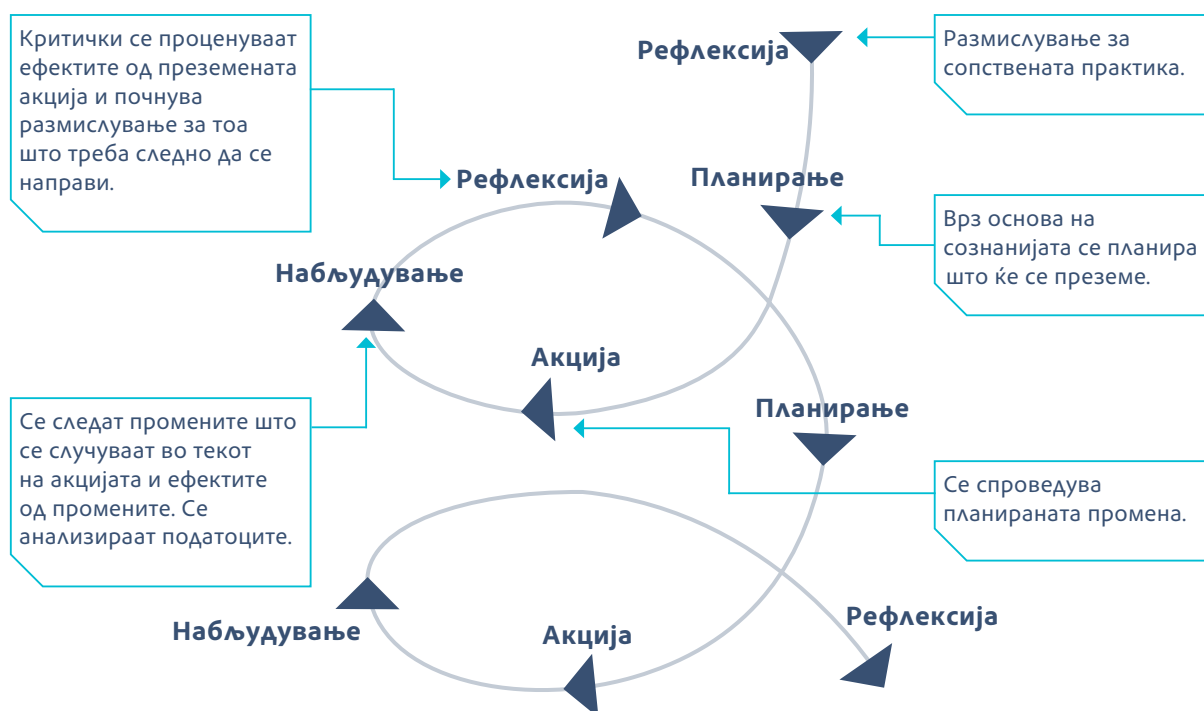 Критички се проценуваат
ефектите од преземената
акција и почнува
размислување за тоа
што треба следно да се
направи.
Рефлексија
Размислување за
сопствената практика.
Рефлексија
Планирање
Врз основа на
сознанијата се планира
што ќе се преземе.
Набљудување
Акција
Се следат промените што
се случуваат во текот
на акцијата и ефектите
од промените. Се
анализираат податоците.
Планирање
Се спроведува
планираната промена.
Набљудување
Акција
Рефлексија